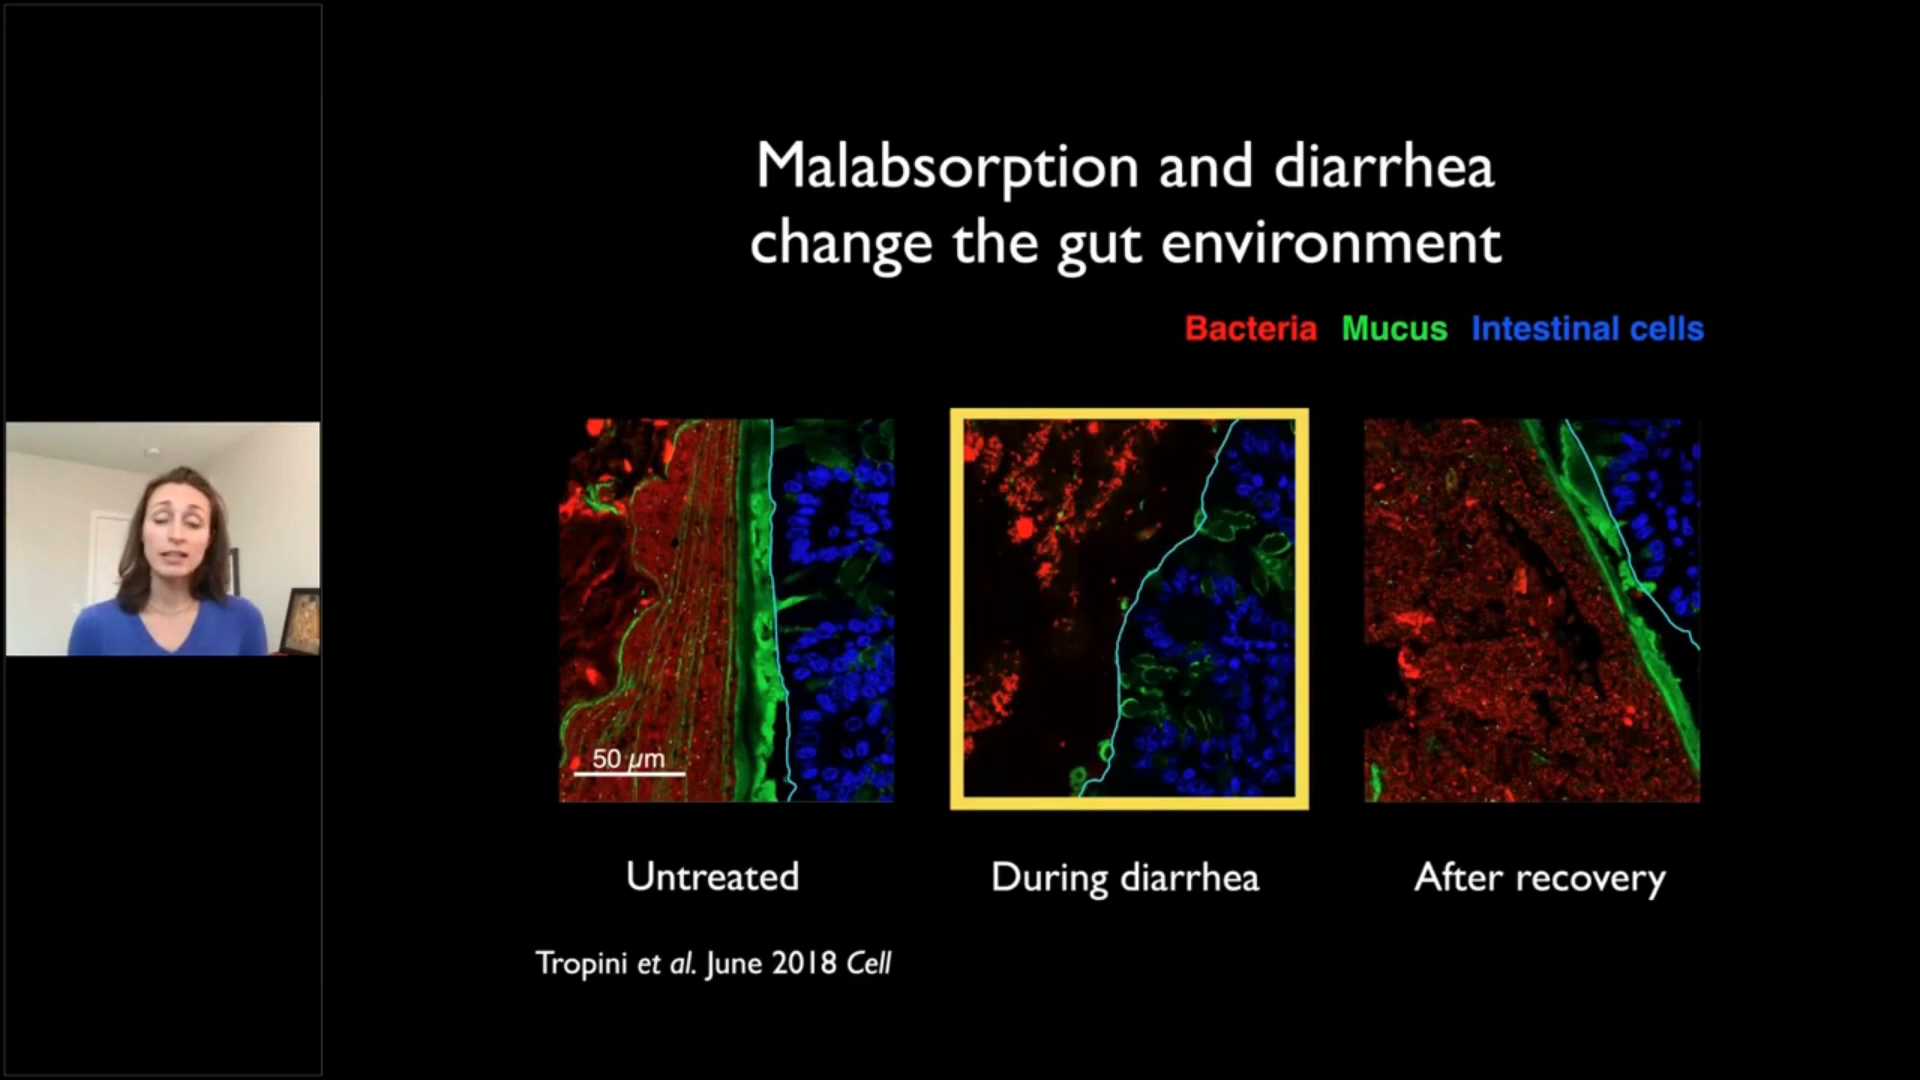 Malabsorption and diarrhea
change the gut environment
Bacteria Mucus Intestinal cells
50 µm
Untreated
During diarrhea
After recovery
Tropini et al. June 2018 Cell